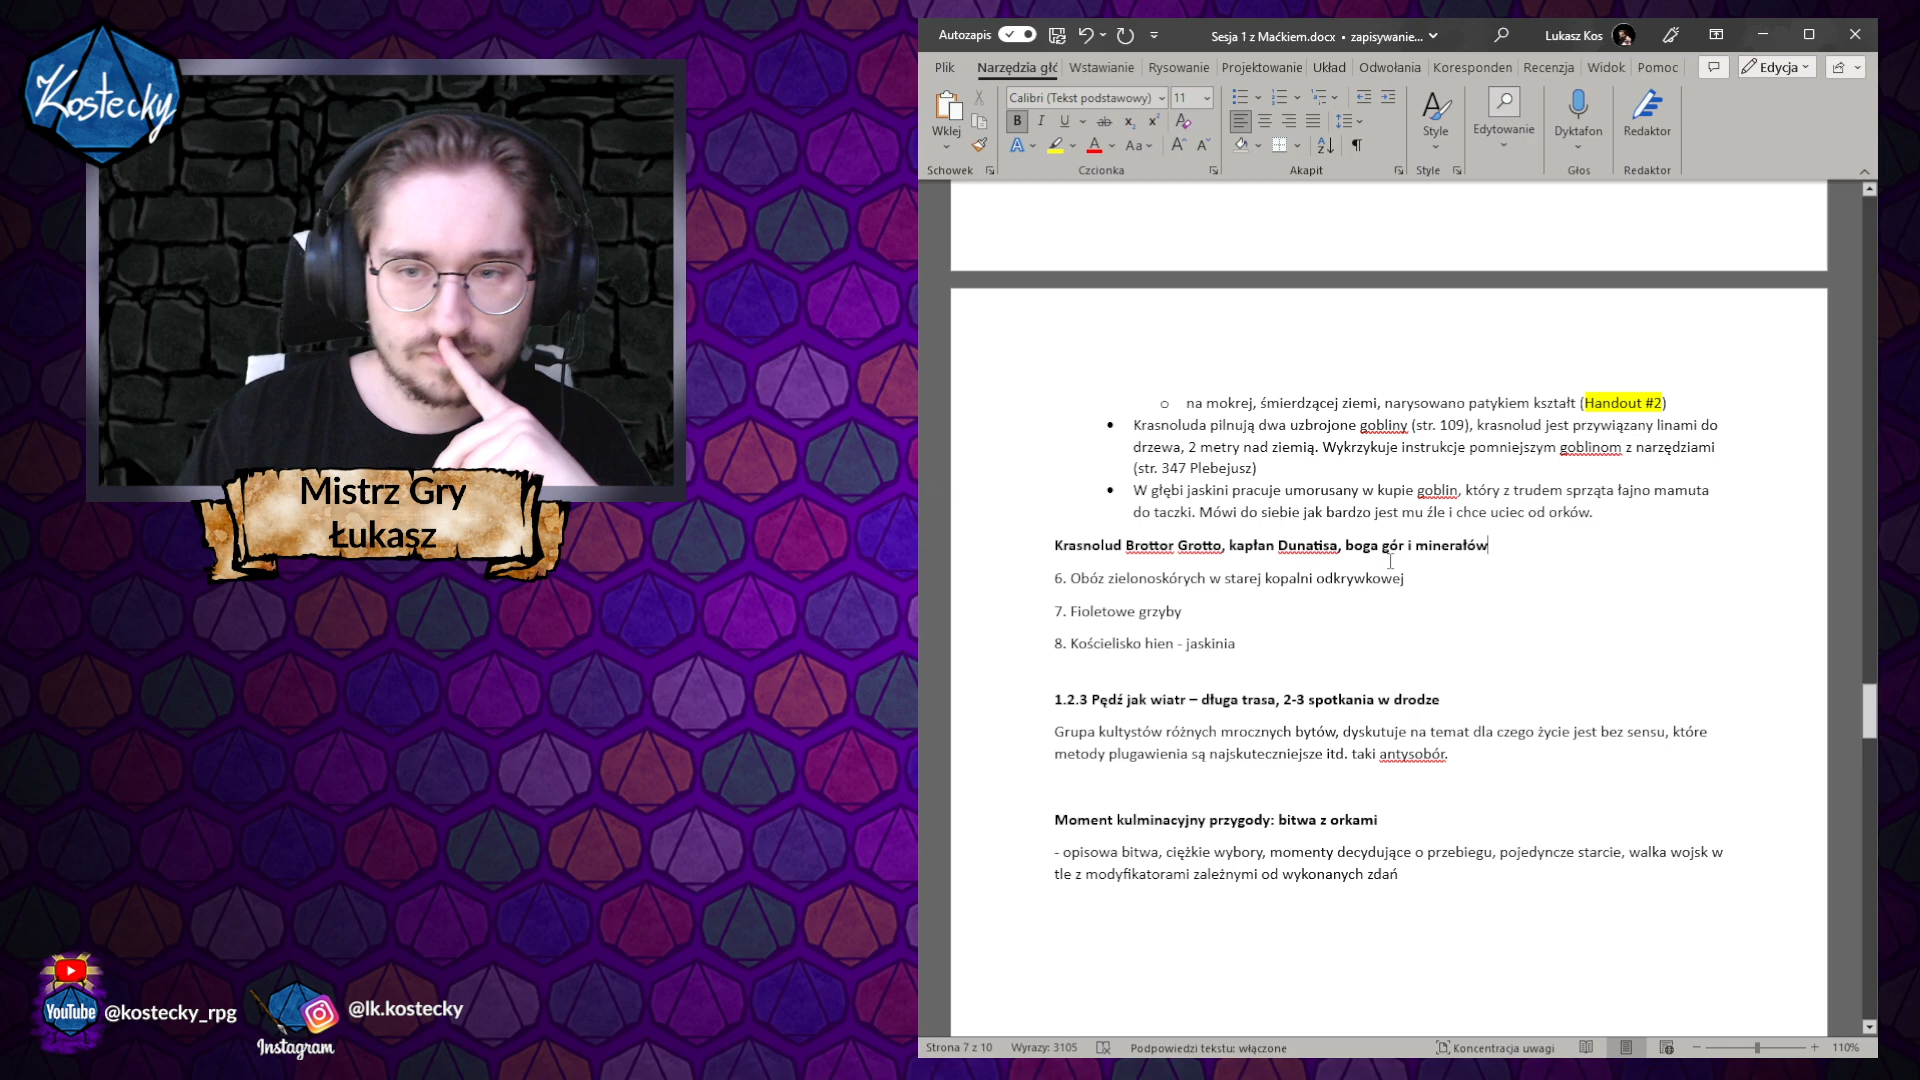 Kostecky
Mistrz Gry
Łukasz
YouTube
@kostecky_rpg
Instagram
@lk.kostecky
Autozapis
Sesja 1 z Maćkiem.docx • zapisywanie...
Lukasz Kos
Plik
Narzędzia głó
Wstawianie
Rysowanie
Projektowanie
Układ
Odwołania
Koresponden
Recenzja
Widok
Pomoc
Edycja
Wklej
Schowek
Calibri (Tekst podstawowy)
11
Czcionka
Akapit
Style
Style
Edytowanie
Dyktafon
Głos
Redaktor
Redaktor
o na mokrej, śmierdzącej ziemi, narysowano patykiem kształt (Handout #2)
• Krasnoluda pilnują dwa uzbrojone gobliny (str. 109), krasnolud jest przywiązany linami do
drzewa, 2 metry nad ziemią. Wykrzykuje instrukcje pomniejszym goblinom z narzędziami
(str. 347 Plebejusz)
• W głębi jaskini pracuje umorusany w kupie goblin, który z trudem sprząta łajno mamuta
do taczki. Mówi do siebie jak bardzo jest mu źle i chce uciec od orków.
Krasnolud Brottor Grotto, kapłan Dunatisa, boga gór i minerałów
6. Obóz zielonoskórych w starej kopalni odkrywkowej
7. Fioletowe grzyby
8. Kościelisko hien - jaskinia
1.2.3 Pędź jak wiatr – długa trasa, 2-3 spotkania w drodze
Grupa kultystów różnych mrocznych bytów, dyskutuje na temat dla czego życie jest bez sensu, które
metody plugawienia są najskuteczniejsze itd. taki antysobór.
Moment kulminacyjny przygody: bitwa z orkami
- opisowa bitwa, ciężkie wybory, momenty decydujące o przebiegu, pojedyncze starcie, walka wojsk w
tle z modyfikatorami zależnymi od wykonanych zdań
Strona 7 z 10
Wyrazy: 3105
Podpowiedzi tekstu: włączone
Koncentracja uwagi
110%